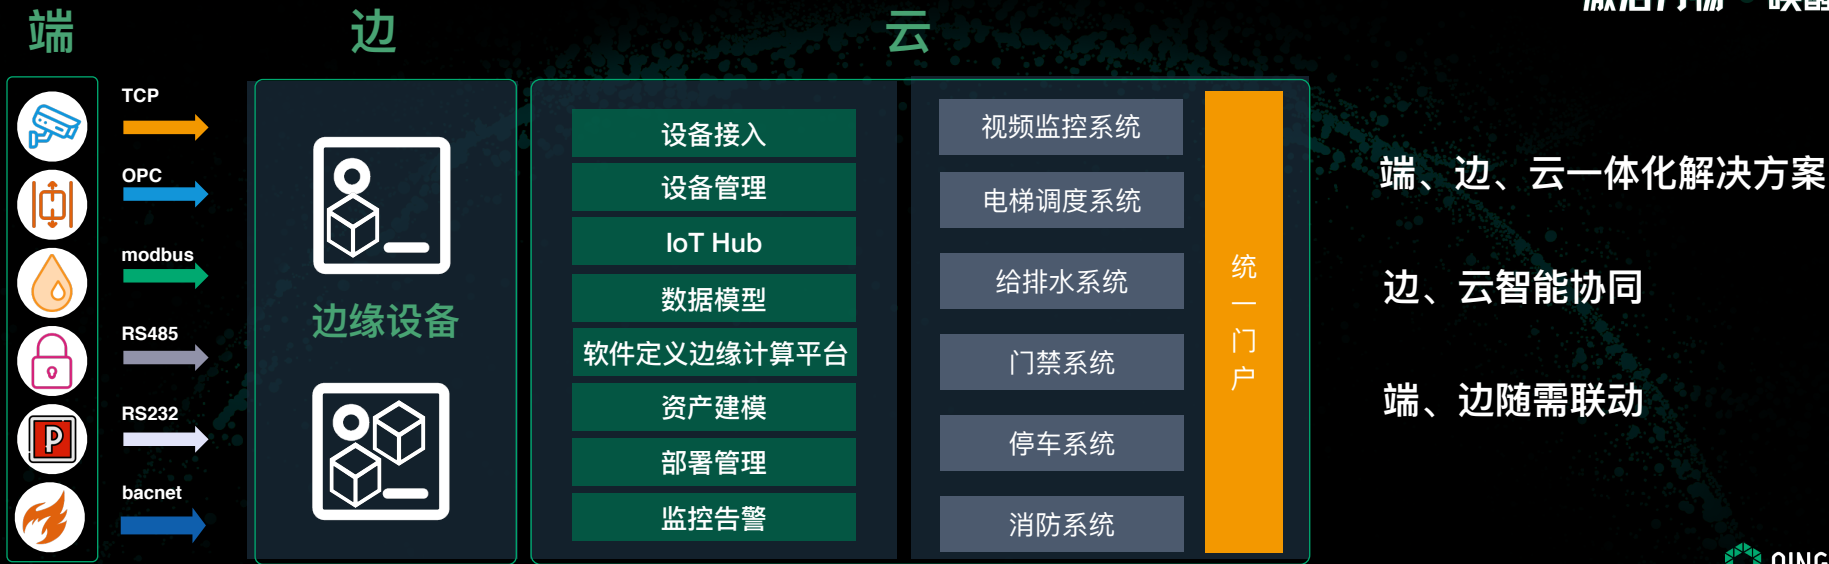 端
边
云
TCP
OPC
modbus
RS485
RS232
P
bacnet
边缘设备
设备接入
设备管理
IoT Hub
数据模型
软件定义边缘计算平台
资产建模
部署管理
监控告警
视频监控系统
电梯调度系统
给排水系统
门禁系统
停车系统
消防系统
统一门户
端、边、云一体化解决方案
边、云智能协同
端、边随需联动
QING